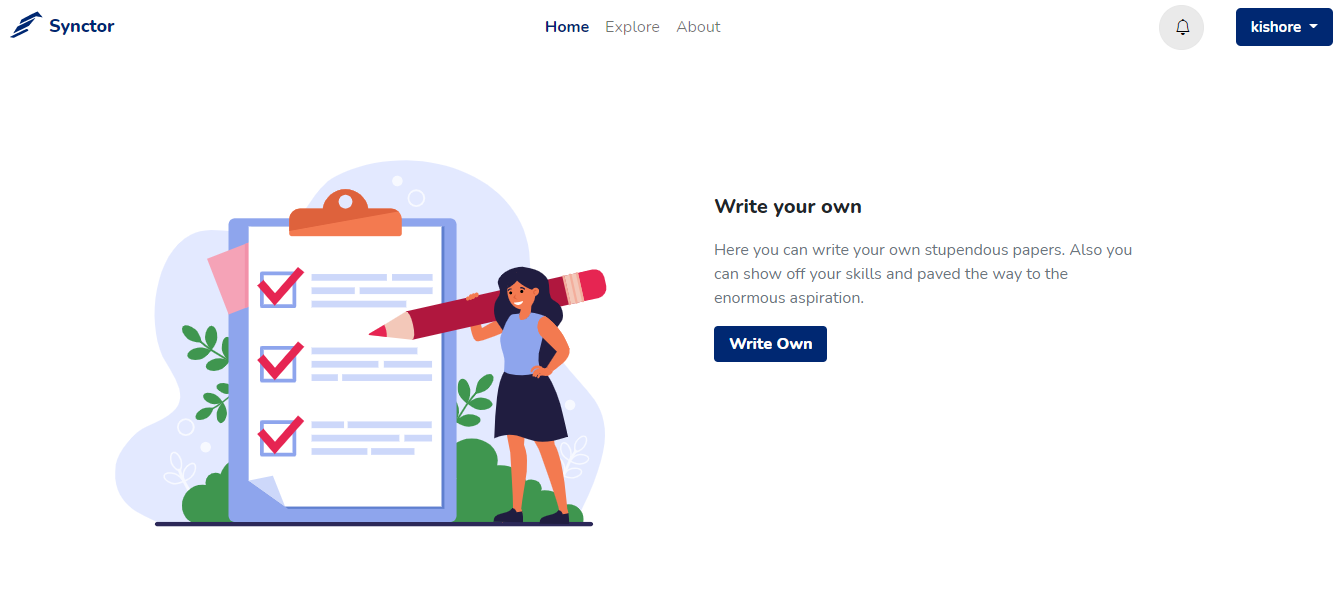 Synctor
Home Explore About
kishore
Write your own
Here you can write your own stupendous papers. Also you
can show off your skills and paved the way to the
enormous aspiration.
Write Own